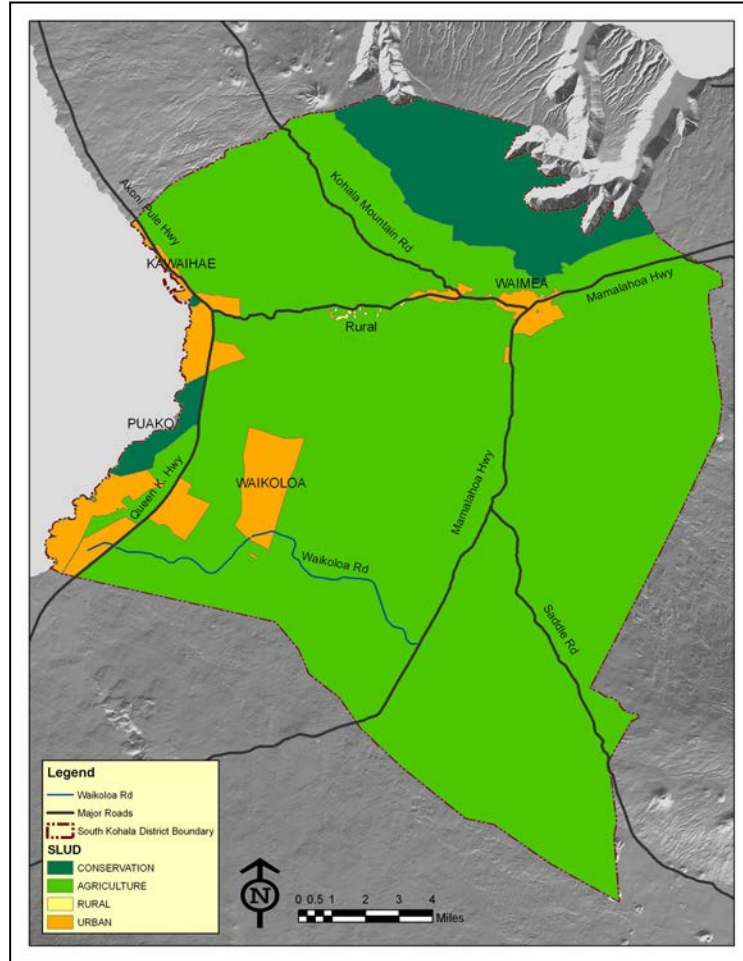 Kohala Mountain Rd
Akoni Pule Hwy
KAWAIHAE
WAIMEA
Mamalahoa Hwy
Rural
PUAKO
Queen K. Hwy
WAIKOLOA
Mamalahoa Hwy
Waikoloa Rd
Saddle Rd
Legend
Waikoloa Rd
Major Roads
South Kohala District Boundary
SLUD
CONSERVATION
AGRICULTURE
RURAL
URBAN
N
0 0.5 1 2 3 4
Miles